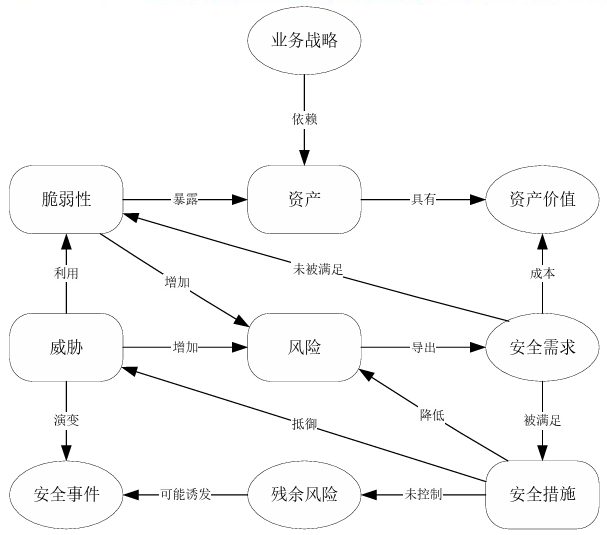 业务战略
依赖
脆弱性
暴露
资产
具有
资产价值
利用
增加
未被满足
成本
威胁
增加
风险
导出
安全需求
演变
抵御
降低
被满足
安全事件
可能诱发
残余风险
未控制
安全措施